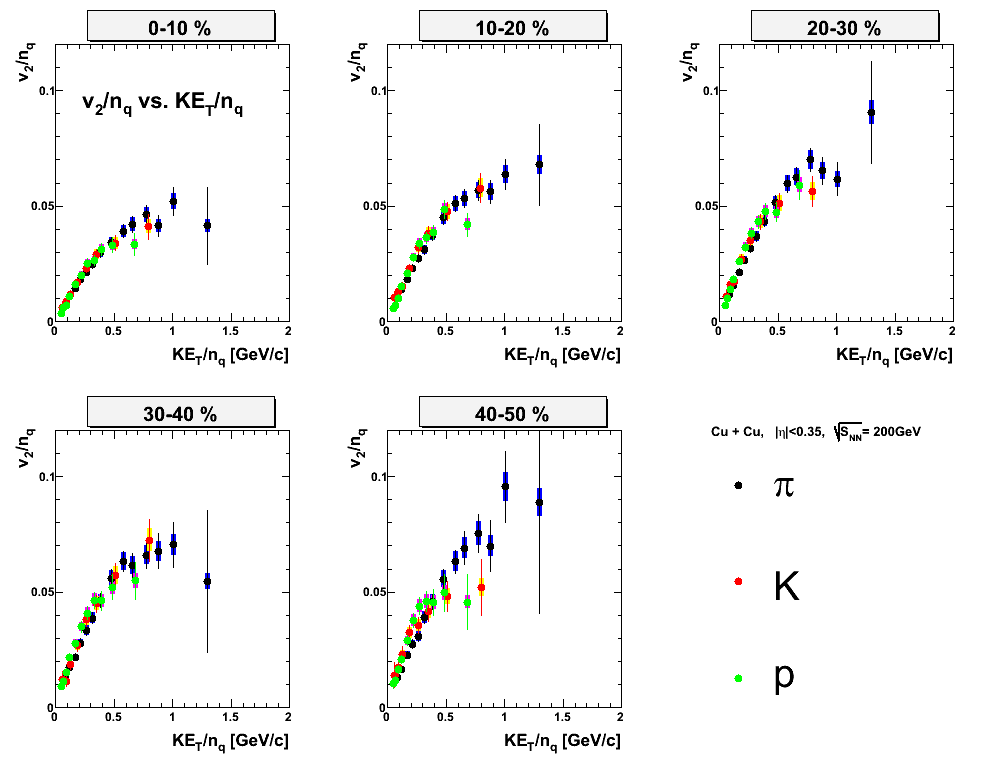 0-10 %
10-20 %
20-30 %
v2/nq
v2/nq
v2/nq
0.1
0.1
0.1
v2/nq vs. KET/nq
0.05
0.05
0.05
0
0
0
0 0.5 1 1.5 2
0 0.5 1 1.5 2
0 0.5 1 1.5 2
KET/nq [GeV/c]
KET/nq [GeV/c]
KET/nq [GeV/c]
30-40 %
40-50 %
v2/nq
v2/nq
Cu + Cu, |η|<0.35, √SNN= 200GeV
0.1
0.1
π
0.05
0.05
K
p
0
0
0 0.5 1 1.5 2
0 0.5 1 1.5 2
KET/nq [GeV/c]
KET/nq [GeV/c]